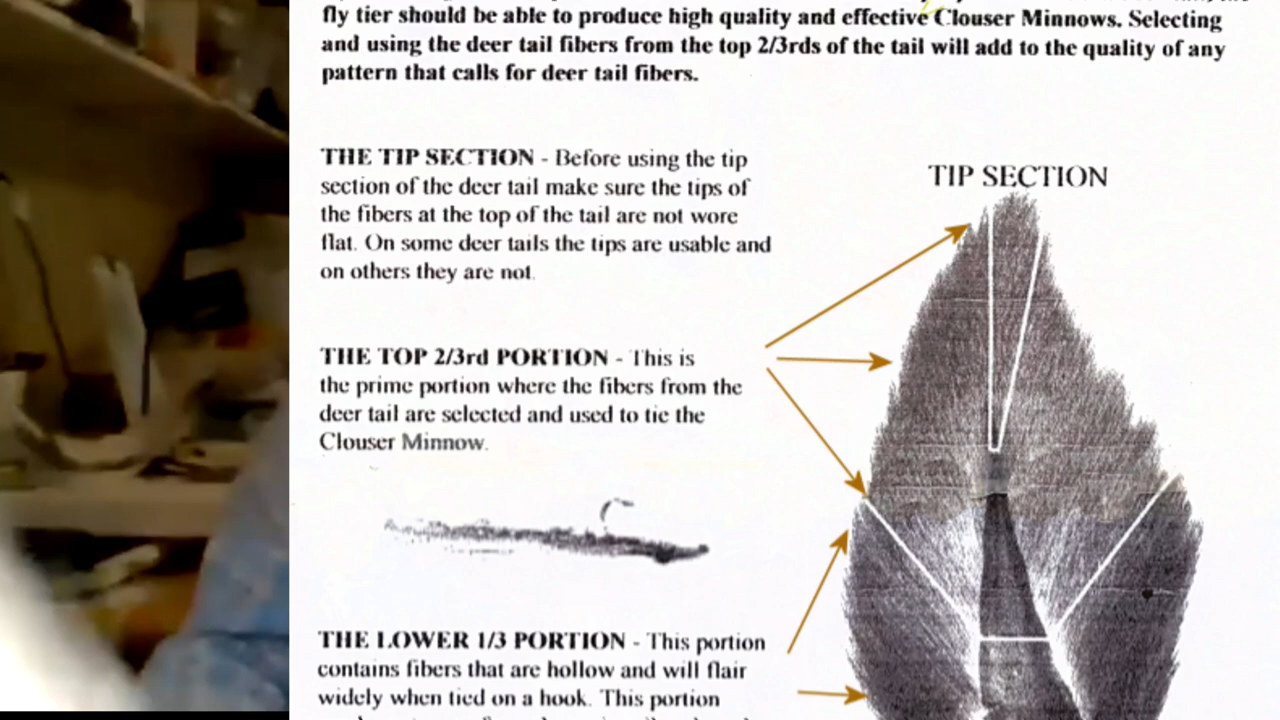 fly tier should be able to produce high quality and effective Clouser Minnows. Selecting
and using the deer tail fibers from the top 2/3rds of the tail will add to the quality of any
pattern that calls for deer tail fibers.
THE TIP SECTION - Before using the tip
section of the deer tail make sure the tips of
the fibers at the top of the tail are not wore
flat. On some deer tails the tips are usable and
on others they are not.
TIP SECTION
THE TOP 2/3rd PORTION - This is
the prime portion where the fibers from the
deer tail are selected and used to tie the
Clouser Minnow.
THE LOWER 1/3 PORTION - This portion
contains fibers that are hollow and will flair
widely when tied on a hook. This portion